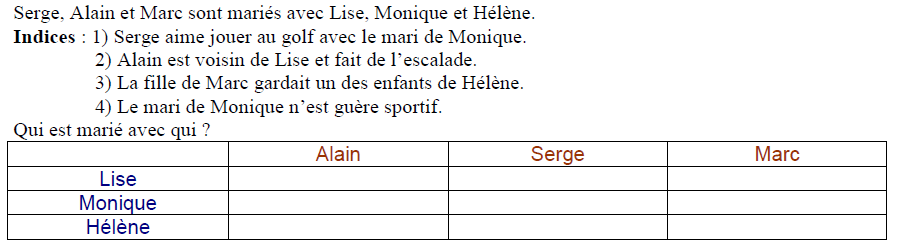 Serge, Alain et Marc sont mariés avec Lise, Monique et Hélène.
Indices : 1) Serge aime jouer au golf avec le mari de Monique.
2) Alain est voisin de Lise et fait de l'escalade.
3) La fille de Marc gardait un des enfants de Hélène.
4) Le mari de Monique n'est guère sportif.
Qui est marié avec qui ?
Alain Serge Marc
Lise
Monique
Hélène